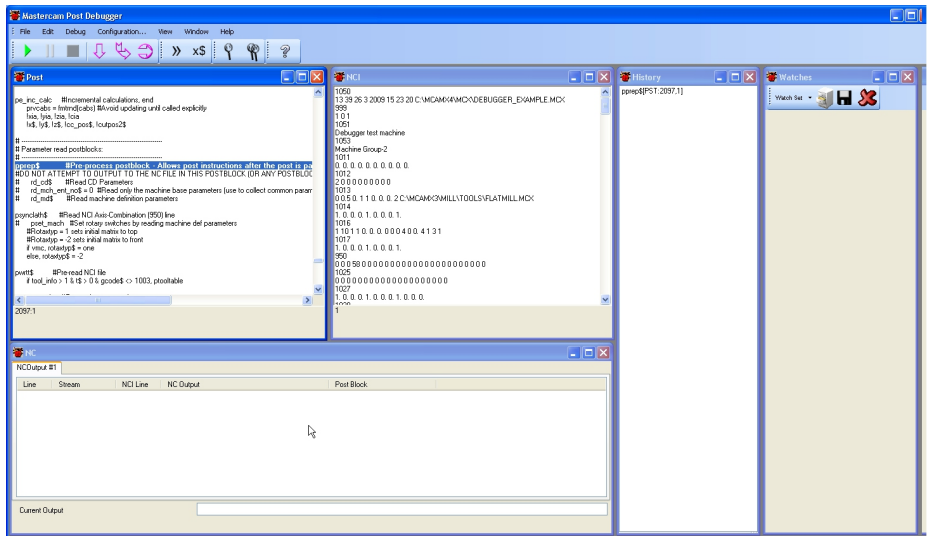 Mastercam Post Debugger
File Edit Debug Configuration... View Window Help
» x$ ?
Post
pe_inc_calc #Incremental calculations, end
prvcabs = fmtrnd(cabs) #Avoid updating until called explicitly
!xia, !yia, !zia, !cia
!x$, !y$, !z$, !cc_pos$, !cutpos2$
# --------------------------------------------------------------------------
# Parameter read postblocks:
# --------------------------------------------------------------------------
pprep$ #Pre-process postblock - Allows post instructions after the post is pa
#DO NOT ATTEMPT TO OUTPUT TO THE NC FILE IN THIS POSTBLOCK (OR ANY POSTBLOC
# rd_cd$ #Read CD Parameters
# rd_mch_ent_no$ = 0 #Read only the machine base parameters (use to collect common param
# rd_md$ #Read machine definition parameters
psynclath$ #Read NCI Axis-Combination (950) line
# pset_mach #Set rotary switches by reading machine def parameters
#Rotaxtyp = 1 sets initial matrix to top
#Rotaxtyp = -2 sets initial matrix to front
if vmc, rotaxtyp$ = one
else, rotaxtyp$ = -2
pwrtt$ #Pre-read NCI file
if tool_info > 1 & t$ > 0 & gcode$ <> 1003, ptooltable
2097:1
NCI
1050
13 39 26 3 2009 15 23 20 C:\MCAMX4\MCX\DEBUGGER_EXAMPLE.MCX
999
1 0 1
1051
Debugger test machine
1053
Machine Group-2
1011
0. 0. 0. 0. 0. 0. 0. 0. 0. 0.
1012
2 0 0 0 0 0 0 0 0 0
1013
0 0 5 0. 1 1 0. 0. 0. 2 C:\MCAMX3\MILL\TOOLS\FLATMILL.MCX
1014
1. 0. 0. 0. 1. 0. 0. 0. 1.
1016
1 1 0 1 1 0. 0. 0. 0 0 0 4 0 0. 4 1 3 1
1017
1. 0. 0. 0. 1. 0. 0. 0. 1.
950
0 0 0 58 0 0 0 0 0 0 0 0 0 0 0 0 0 0 0 0 0 0 0 0
1025
0 0 0 0 0 0 0 0 0 0 0 0 0 0 0 0 0 0 0
1027
1. 0. 0. 0. 1. 0. 0. 0. 1. 0. 0. 0.
1
History
pprep$[PST:2097,1]
Watches
Watch Set
NC
NCOutput #1
Line Stream NCI Line NC Output Post Block
Current Output